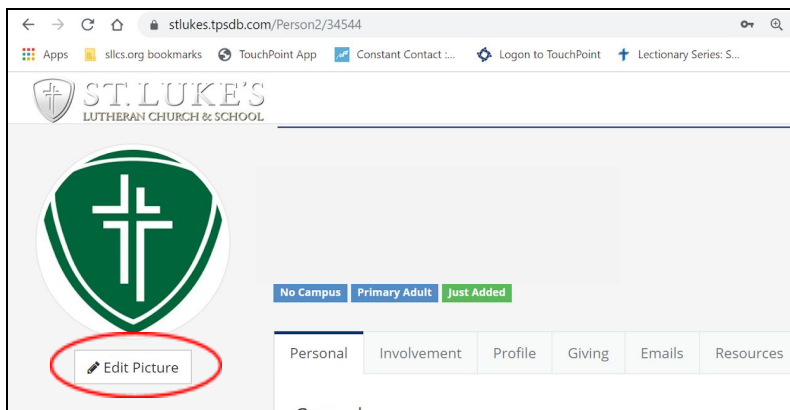 stlukes.tpsdb.com/Person2/34544
Apps sllcs.org bookmarks TouchPoint App Constant Contact :... Logon to TouchPoint Lectionary Series: S...
ST. LUKE'S
LUTHERAN CHURCH & SCHOOL
No Campus Primary Adult Just Added
Edit Picture
Personal Involvement Profile Giving Emails Resources